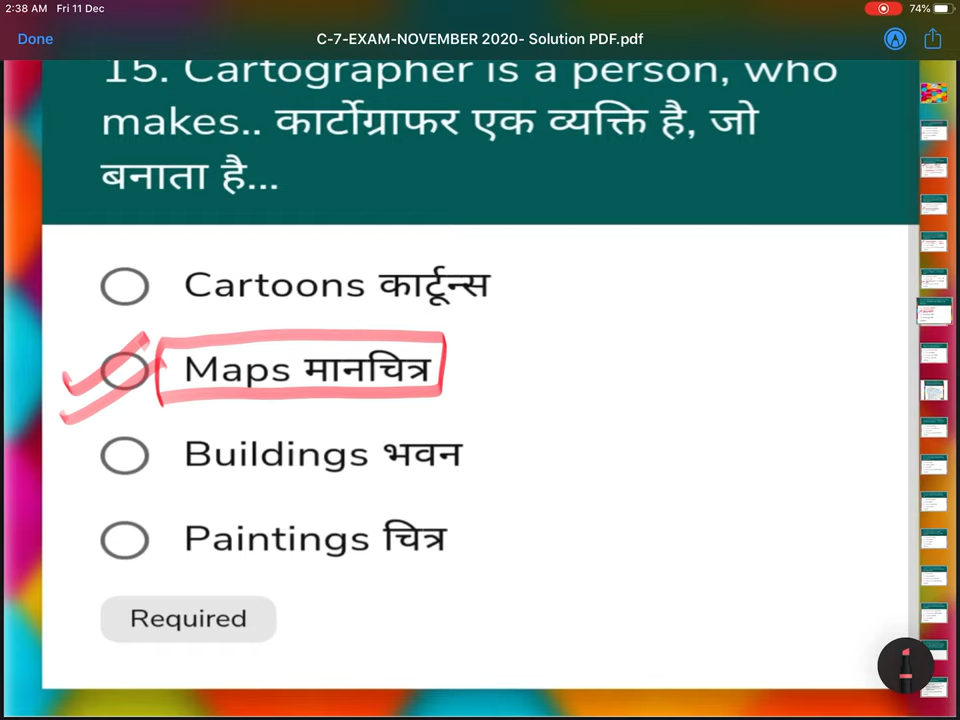 2:38 AM Fri 11 Dec
74%
Done
C-7-EXAM-NOVEMBER 2020- Solution PDF.pdf
15. Cartographer is a person, who
makes.. कार्टोग्राफर एक व्यक्ति है, जो
बनाता है...
Cartoons कार्टून्स
Maps मानचित्र
Buildings भवन
Paintings चित्र
Required